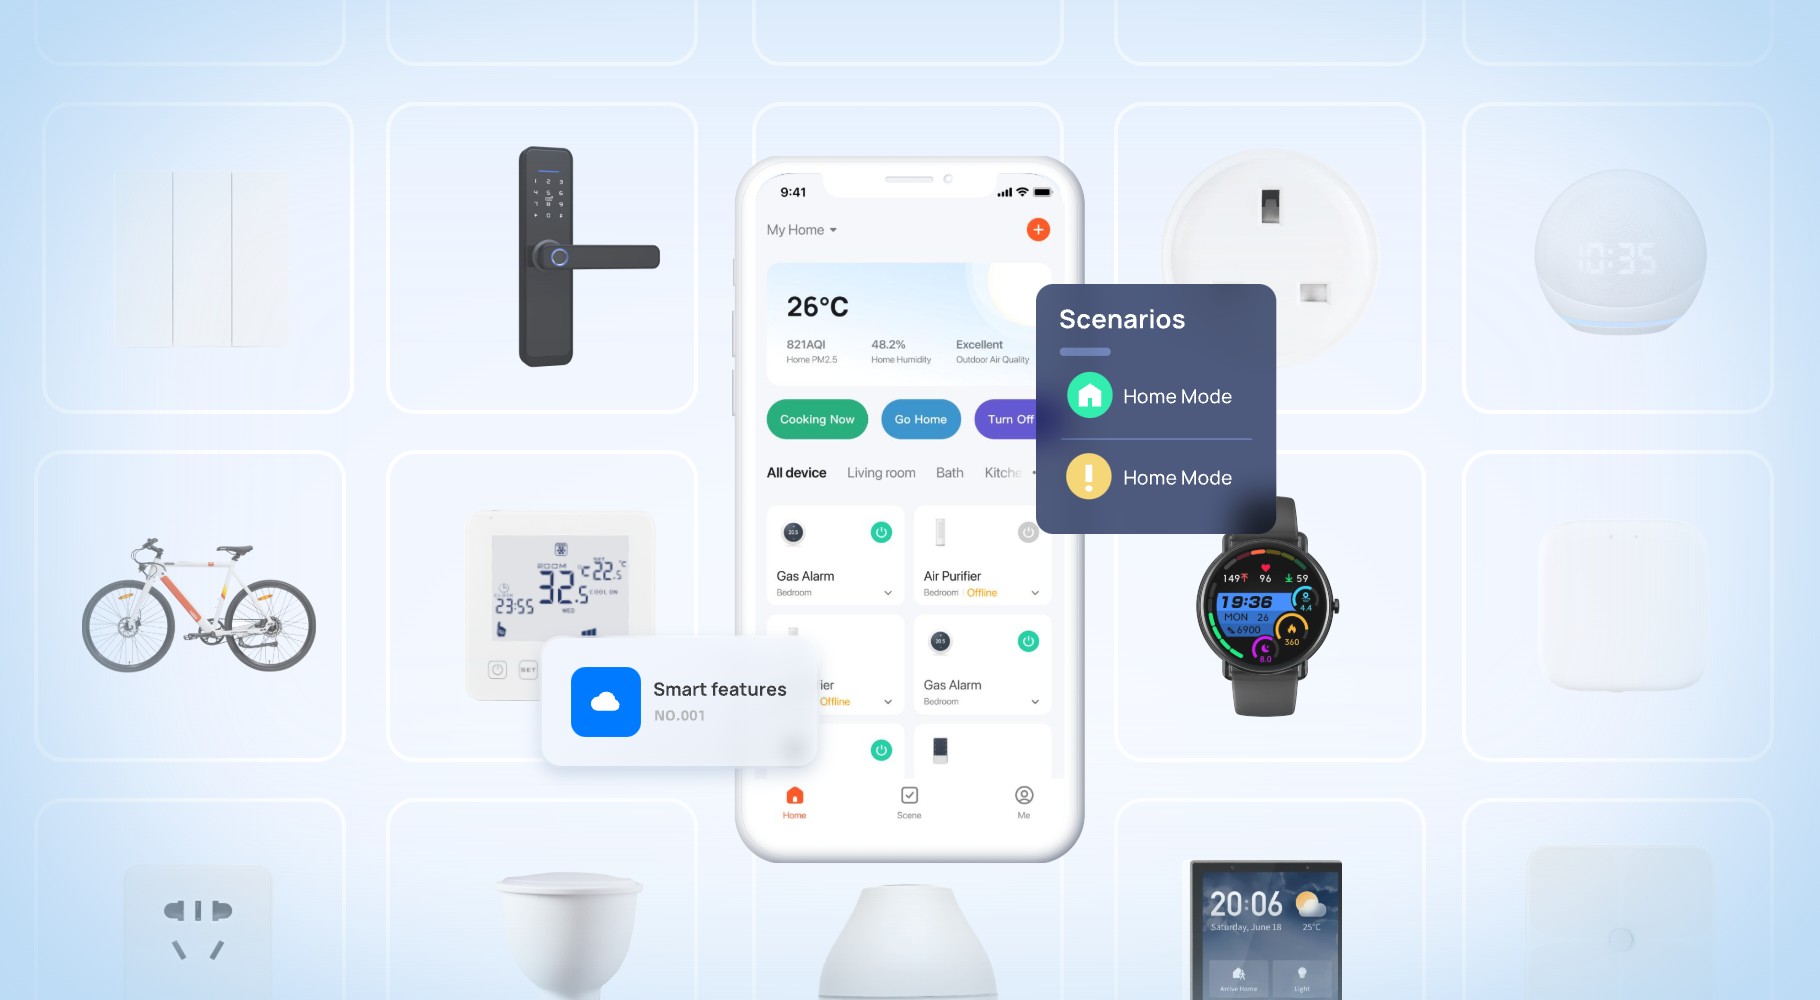 9:41
My Home
+
26°C
821AQI
Home PM2.5
48.2%
Home Humidity
Excellent
Outdoor Air Quality
Cooking Now
Go Home
Turn Off
All device
Living room
Bath
Kitche
Gas Alarm
Bedroom
Air Purifier
Bedroom
Offline
ier
Offline
Gas Alarm
Bedroom
Home
Scene
Me
Scenarios
Home Mode
Home Mode
Smart features
NO.001
10:35
ROOM
32.5°C
SET
22.5°C
CLOCK
23:55
COOL ON
WED
SET
149
96
59
19:36
MON 26
6900
4.4
360
8.0
20:06
Saturday, June 18
25°C
Arrive Home
Light